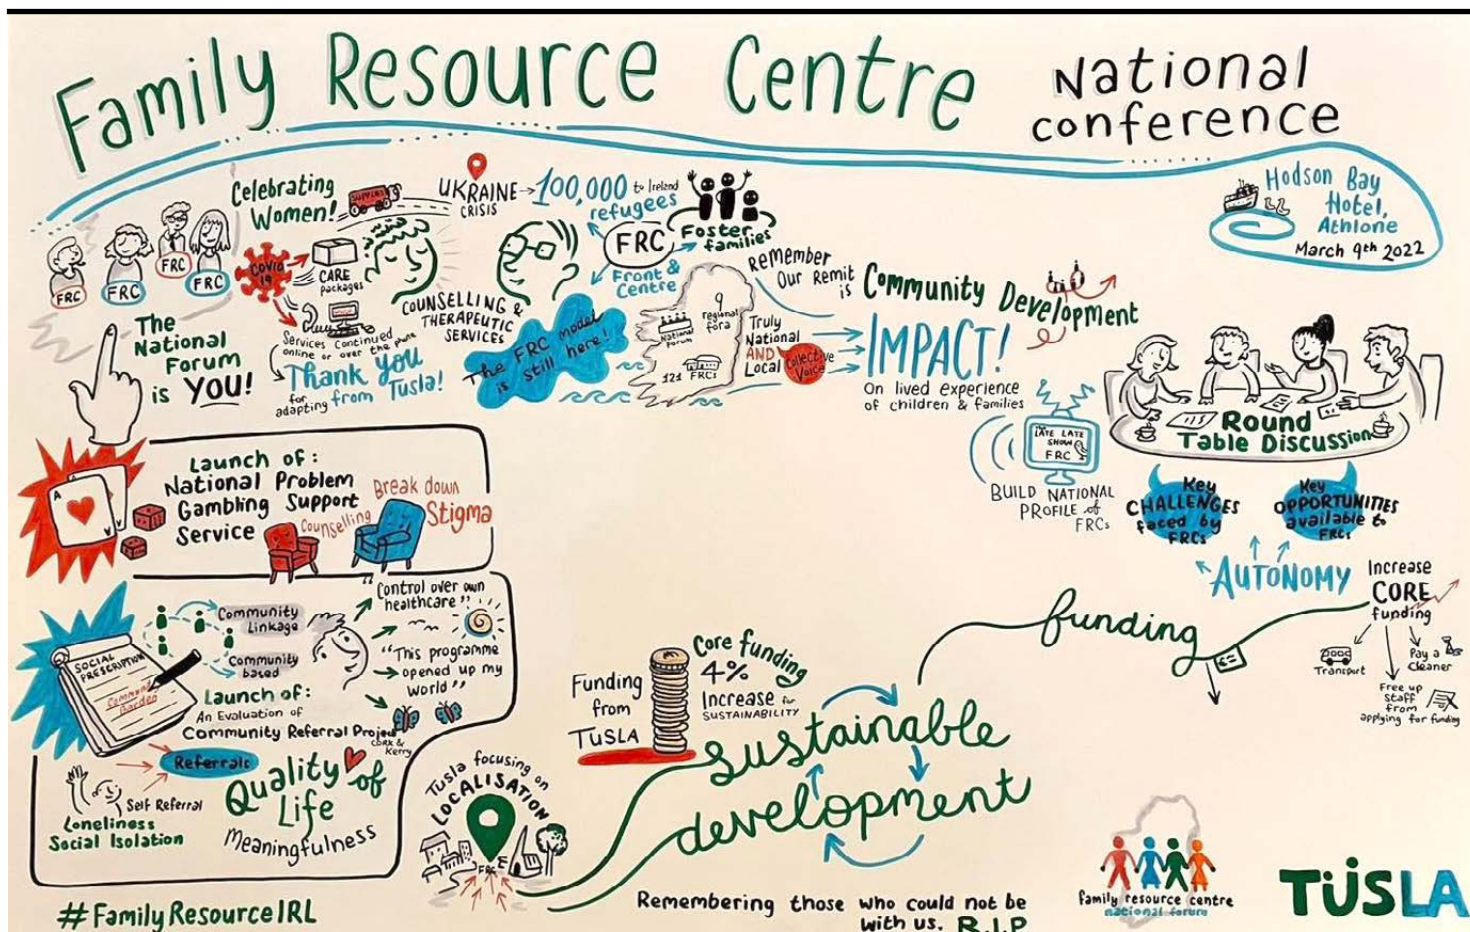 Family Resource Centre
National
conference
Hodson Bay
Hotel,
Athlone
March 9th 2022
FRC
FRC
FRC
FRC
The
National
Forum
is YOU!
Celebrating
Women!
Covid
19
SUPPORT
CARE
packages
Services Continued
online or over the phone
Thank you
for
adapting
from Tusla!
COUNSELLING &
THERAPEUTIC
SERVICES
UKRAINE
CRISIS
100,000 to Ireland
refugees
FRC
Foster
families
Front &
Centre
The FRC model
is still here!
9
regional
fora
National
Forum
121 FRCs
Remember
Our Remit
is
Community Development
Truly
National
AND
Local
Collective
Voice
IMPACT!
On lived experience
of children & families
LATE LATE
SHOW
FRC
BUILD NATIONAL
PROFILE of
FRCs
Round
Table Discussion
Key
CHALLENGES
faced by
FRCs
Key
OPPORTUNITIES
available to
FRCs
AUTONOMY
Increase
CORE
funding
Transport
Pay a
Cleaner
Free up
Staff
from
applying for funding
funding
€
A
A
Launch of:
National Problem
Gambling Support
Service
Counselling
Break down
Stigma
SOCIAL
PRESCRIPTION
Community
Garden
Community
Linkage
Community
based
"Control over own
healthcare"
"This programme
opened up my
world"
Launch of:
An Evaluation of
Community Referral Project
CORK &
Kerry
Referrals
Self Referral
Loneliness
Social Isolation
Quality of
Life
Meaningfulness
Tusla focusing on
LOCALISATION
FRC
Funding
from
TUSLA
Core funding
4%
Increase for
SUSTAINABILITY
sustainable
development
#FamilyResourceIRL
Remembering those who could not be
with us. R.I.P
family resource centre
national forum
TÚSLA